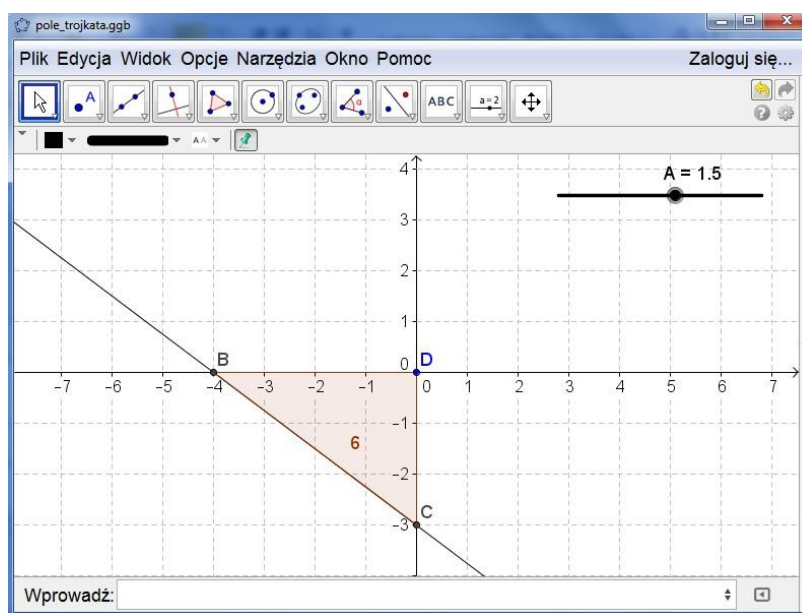 pole_trojkata.ggb
Plik Edycja Widok Opcje Narzędzia Okno Pomoc Zaloguj się...
A ABC a=2
A A
A = 1.5
4
3
2
1
B 0 D
-7 -6 -5 -4 -3 -2 -1 0 1 2 3 4 5 6 7
-1
6
-2
C
-3
Wprowadź: